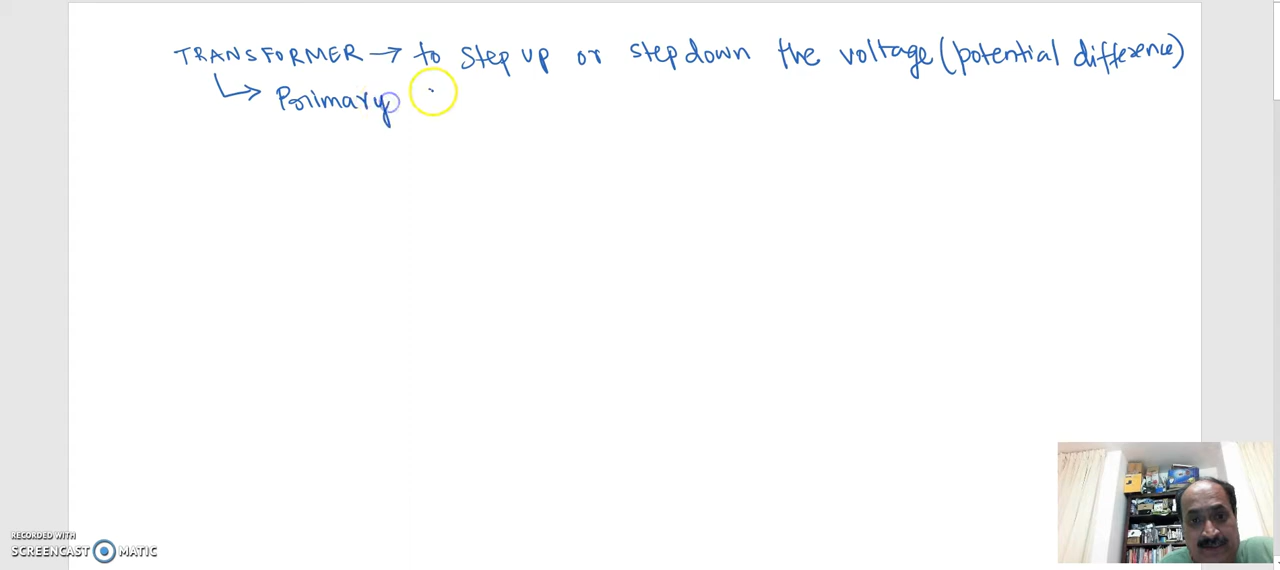 TRANSFORMER → to step up or step down the voltage (potential difference)
↳ Primary
RECORDED WITH
SCREENCAST MATIC